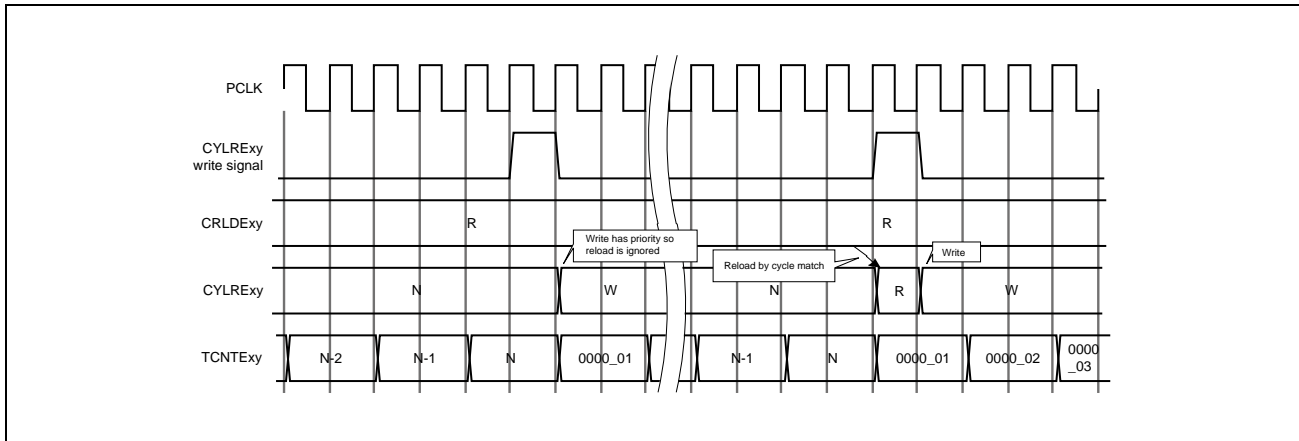 PCLK
CYLRExy
write signal
CRLDExy
R
R
Write has priority so
reload is ignored
Reload by cycle match
Write
CYLRExy
N
W
N
R
W
TCNTExy
N-2
N-1
N
0000_01
N-1
N
0000_01
0000_02
0000
_03